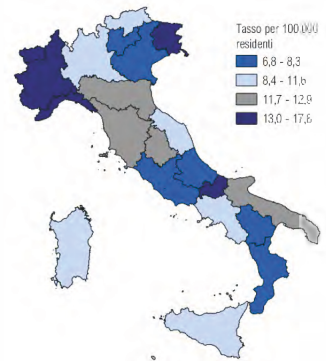 Tasso per 100.000
residenti
6,8 - 8,3
8,4 - 11,6
11,7 - 12,9
13,0 - 17,8